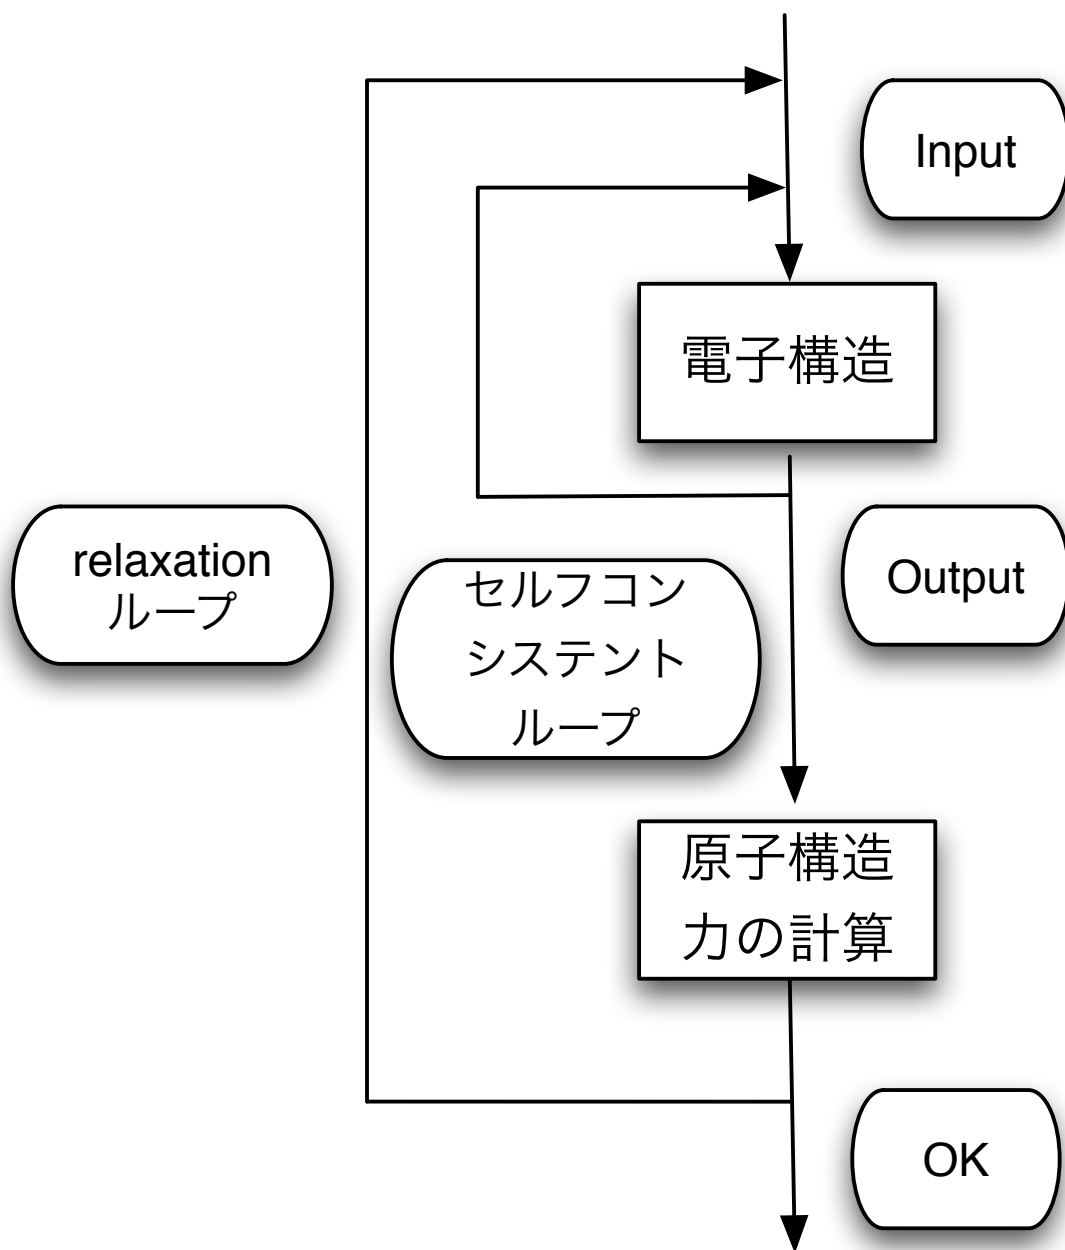 Input
電子構造
relaxation
ループ
セルフコン
システント
ループ
Output
原子構造
力の計算
OK